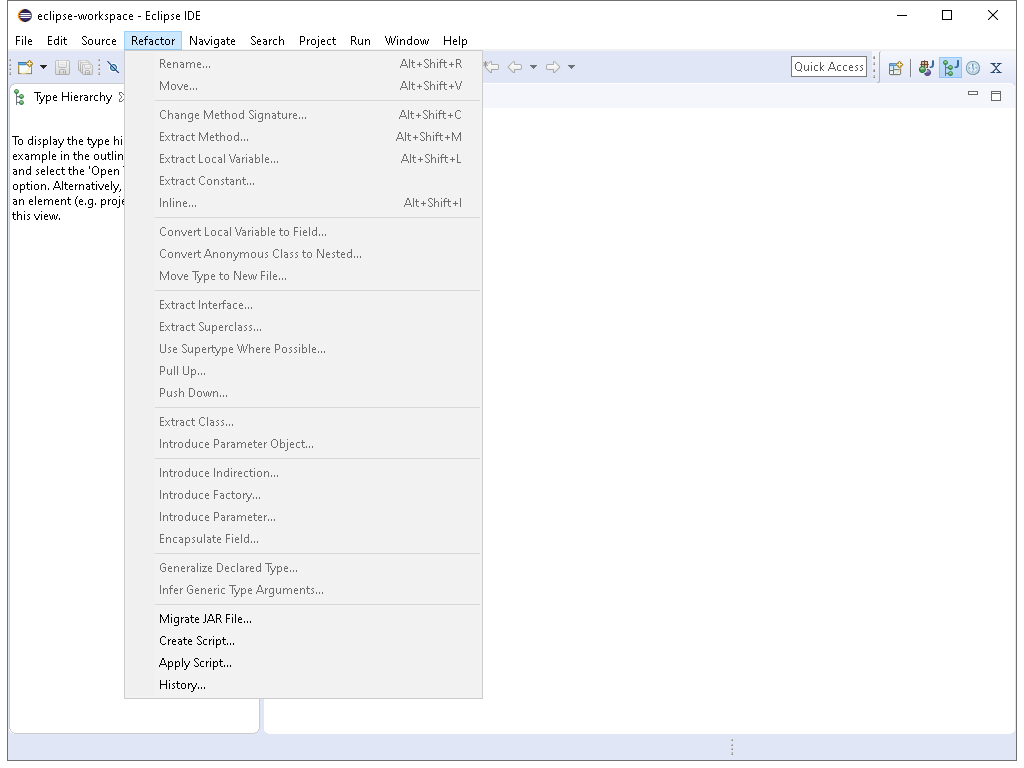 eclipse-workspace - Eclipse IDE
File Edit Source Refactor Navigate Search Project Run Window Help
Quick Access
Type Hierarchy
To display the type hi
example in the outlin
and select the 'Open
option. Alternatively,
an element (e.g. proje
this view.
Rename... Alt+Shift+R
Move... Alt+Shift+V
Change Method Signature... Alt+Shift+C
Extract Method... Alt+Shift+M
Extract Local Variable... Alt+Shift+L
Extract Constant...
Inline... Alt+Shift+I
Convert Local Variable to Field...
Convert Anonymous Class to Nested...
Move Type to New File...
Extract Interface...
Extract Superclass...
Use Supertype Where Possible...
Pull Up...
Push Down...
Extract Class...
Introduce Parameter Object...
Introduce Indirection...
Introduce Factory...
Introduce Parameter...
Encapsulate Field...
Generalize Declared Type...
Infer Generic Type Arguments...
Migrate JAR File...
Create Script...
Apply Script...
History...